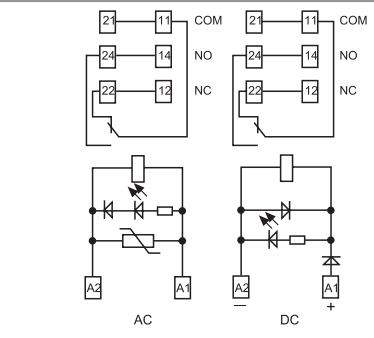 21 11 COM 21 11 COM
24 14 NO 24 14 NO
22 12 NC 22 12 NC
A2 A1 A2 A1
— +
AC DC